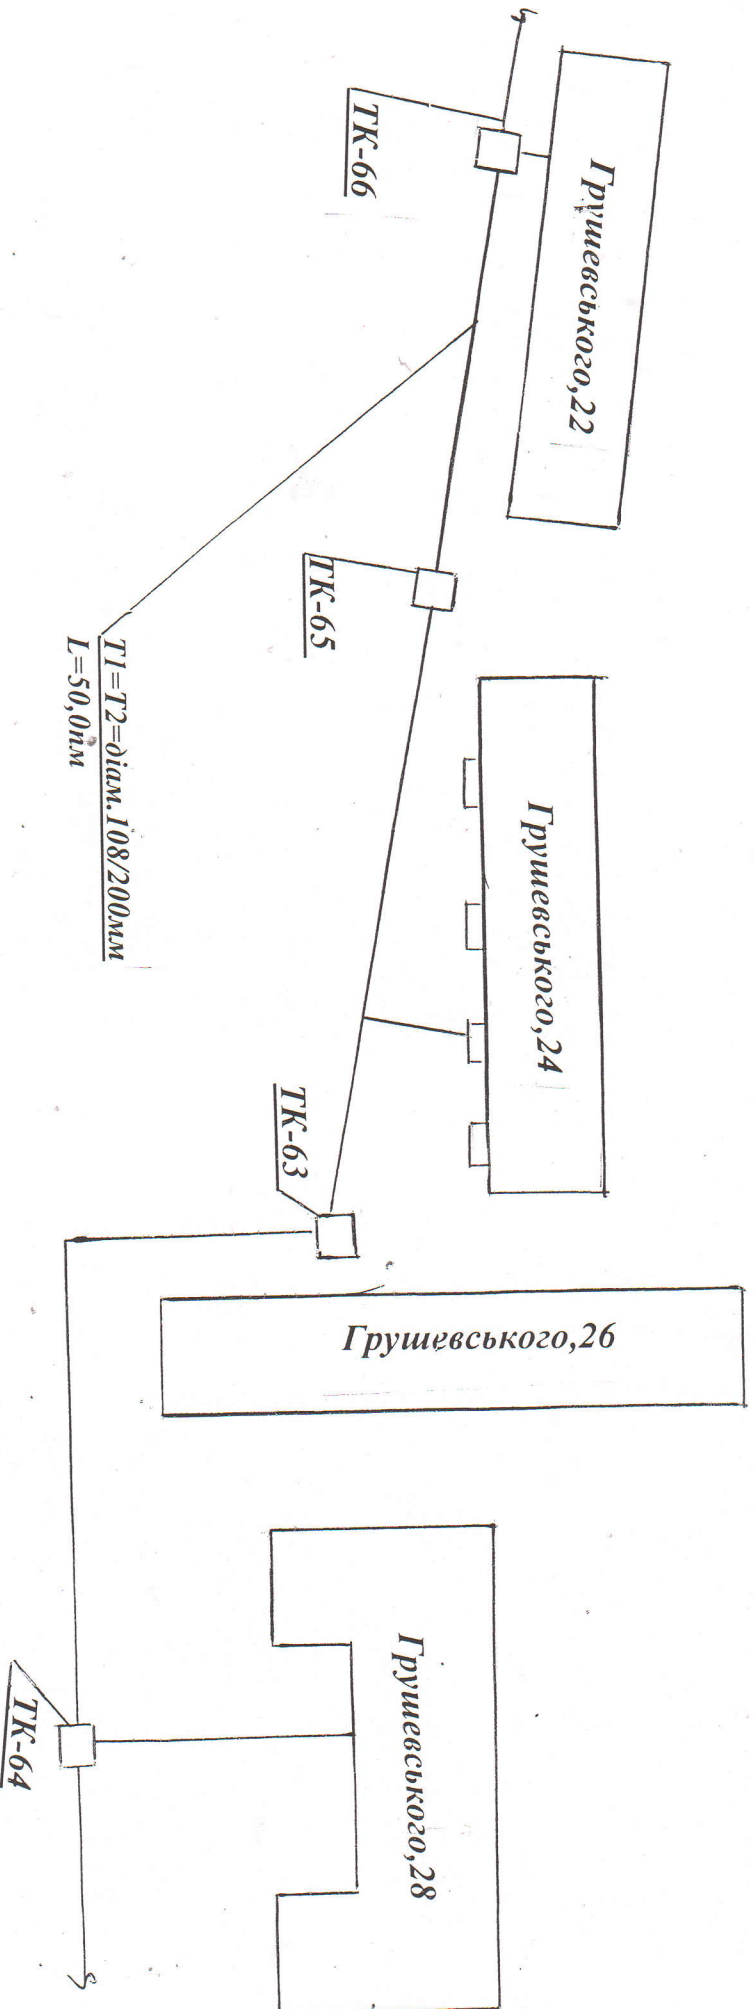 Грушевського,22
ТК-66
ТК-65
Т1=Т2=діам.108/200мм
L=50,0пм
Грушевського,24
ТК-63
Грушевського,26
Грушевського,28
ТК-64